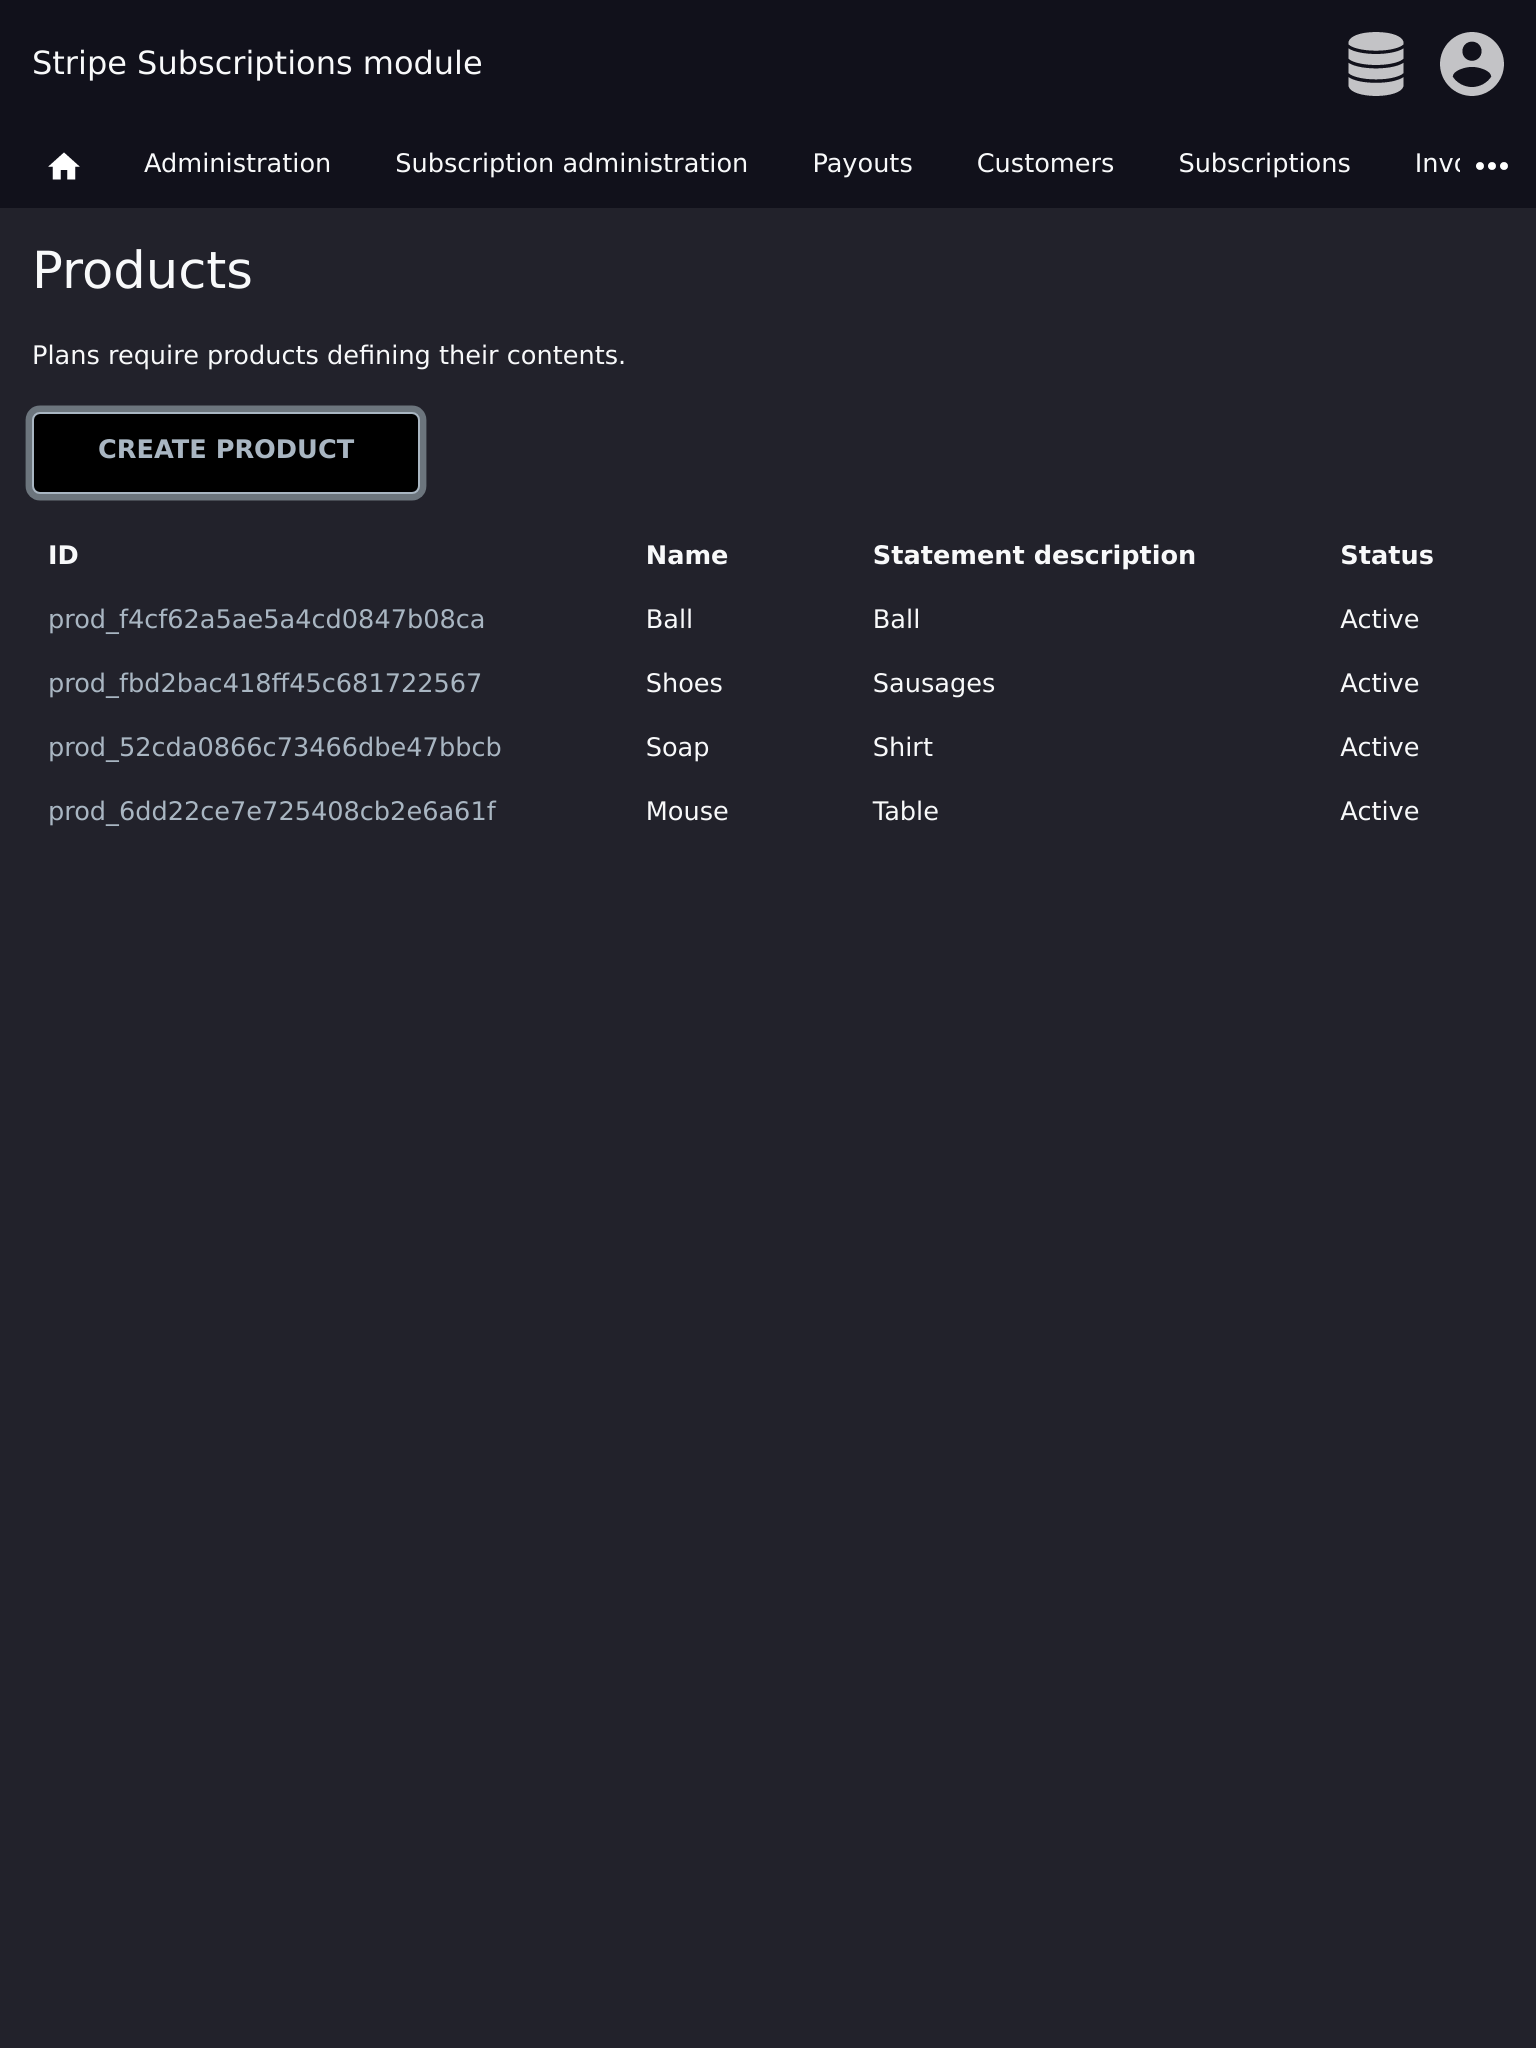 Stripe Subscriptions module
Administration Subscription administration Payouts Customers Subscriptions
Products
Plans require products defining their contents.
CREATE PRODUCT
ID Name Statement description Status
prod_f4cf62a5ae5a4cd0847b08ca Ball Ball Active
prod_fbd2bac418ff45c681722567 Shoes Sausages Active
prod_52cda0866c73466dbe47bbcb Soap Shirt Active
prod_6dd22ce7e725408cb2e6a61f Mouse Table Active